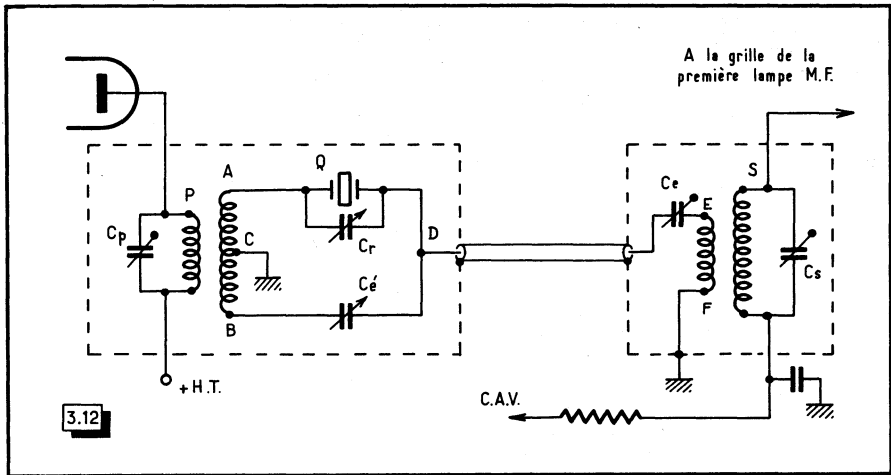 A la grille de la
première lampe M.F.
A
Q
P
S
Cp
C
Cr
D
Ce
E
Cé
B
F
Cs
+H.T.
C.A.V.
3.12